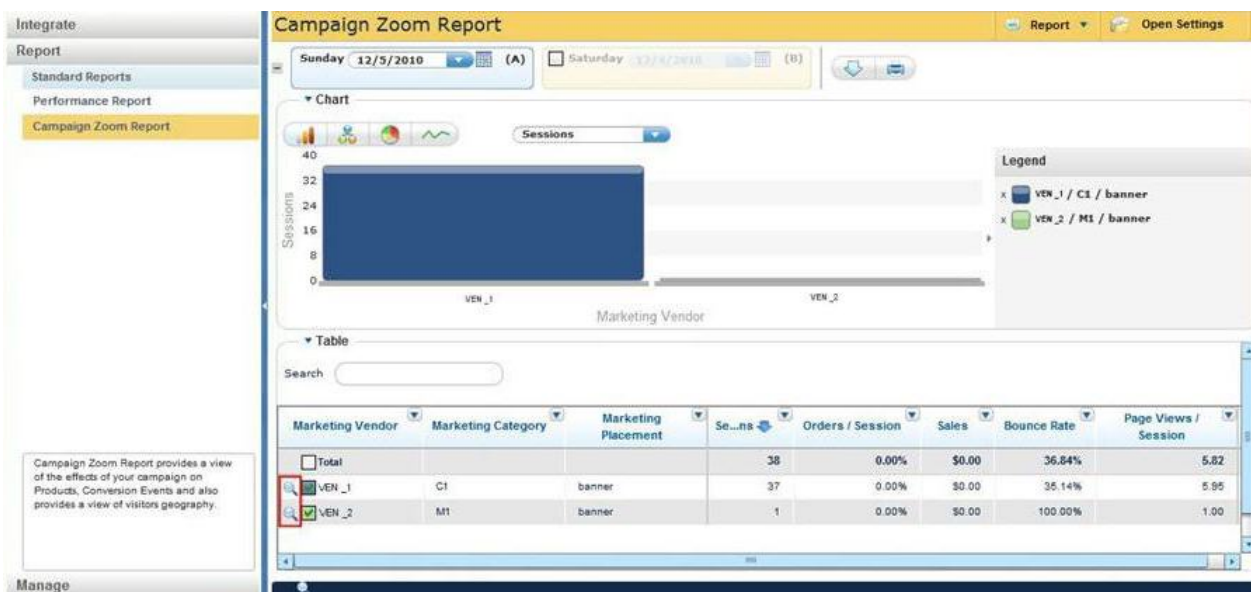 Integrate
Report
Standard Reports
Performance Report
Campaign Zoom Report
Campaign Zoom Report provides a view
of the effects of your campaign on
Products, Conversion Events and also
provides a view of visitors geography.
Manage
Campaign Zoom Report
Report
Open Settings
Sunday 12/5/2010 (A)
Saturday 12/4/2010 (B)
Chart
Sessions
40
32
24
16
8
0
Sessions
VEN_1
VEN_2
Marketing Vendor
Legend
x VEN_1 / C1 / banner
x VEN_2 / M1 / banner
Table
Search
Marketing Vendor Marketing Category Marketing Placement Se...ns Orders / Session Sales Bounce Rate Page Views / Session
Total 38 0.00% $0.00 36.84% 5.82
VEN_1 C1 banner 37 0.00% $0.00 35.14% 5.95
VEN_2 M1 banner 1 0.00% $0.00 100.00% 1.00